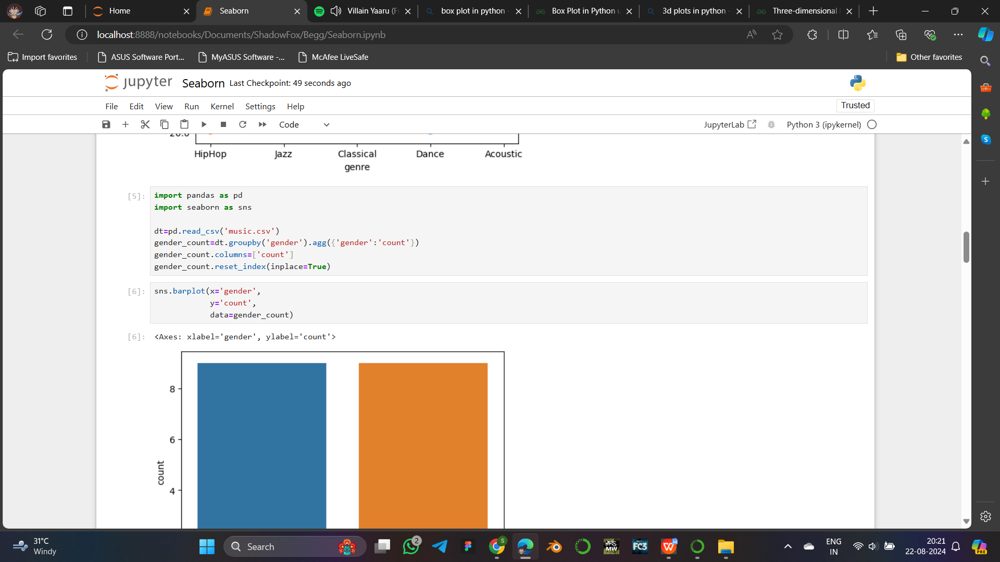 Home
Seaborn
Villain Yaaru (F
box plot in python
Box Plot in Python u
3d plots in python
Three-dimensional
localhost:8888/notebooks/Documents/ShadowFox/Begg/Seaborn.ipynb
Import favorites
ASUS Software Port...
MyASUS Software -...
McAfee LiveSafe
Other favorites
jupyter Seaborn Last Checkpoint: 49 seconds ago
File Edit View Run Kernel Settings Help
Trusted
Code
JupyterLab
Python 3 (ipykernel)
HipHop Jazz Classical Dance Acoustic
genre
[5]:
import pandas as pd
import seaborn as sns
dt=pd.read_csv('music.csv')
gender_count=dt.groupby('gender').agg({'gender':'count'})
gender_count.columns=['count']
gender_count.reset_index(inplace=True)
[6]:
sns.barplot(x='gender',
y='count',
data=gender_count)
[6]:
<Axes: xlabel='gender', ylabel='count'>
8
6
count
4
31°C
Windy
Search
2
S
MW
FC3
W
ENG
IN
20:21
22-08-2024
PRE